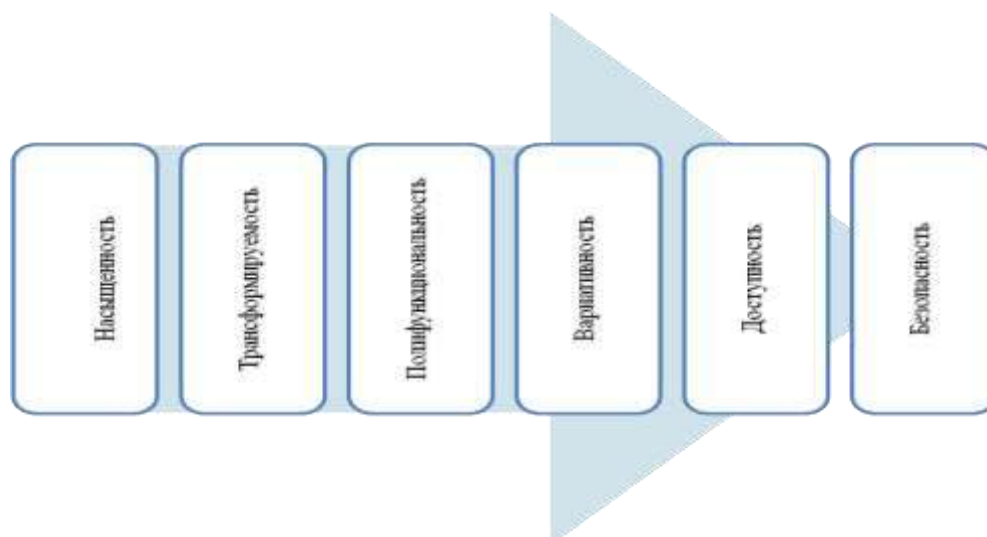 Насыщенность
Трансформируемость
Полифункциональность
Вариативность
Доступность
Безопасность